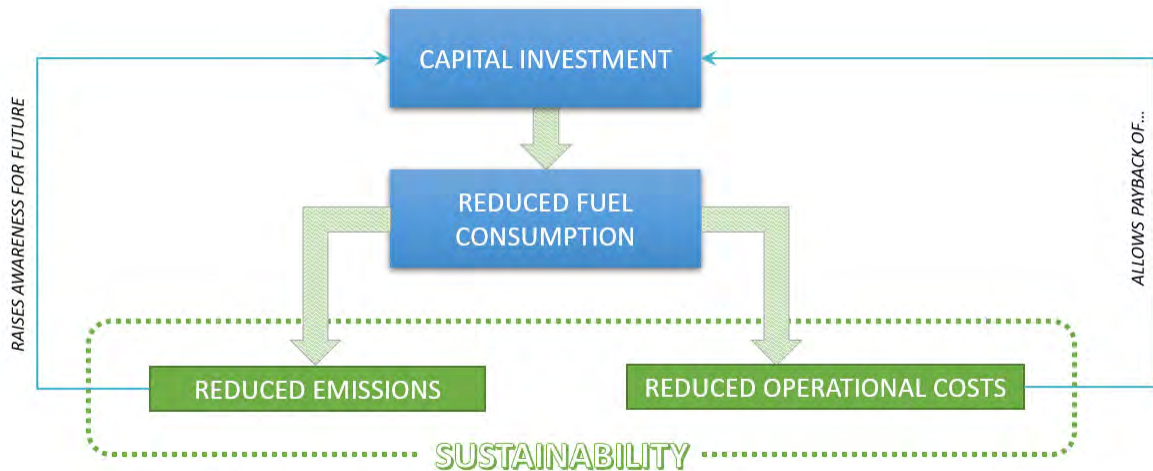 CAPITAL INVESTMENT
RAISES AWARENESS FOR FUTURE
ALLOWS PAYBACK OF...
REDUCED FUEL
CONSUMPTION
REDUCED EMISSIONS
REDUCED OPERATIONAL COSTS
SUSTAINABILITY